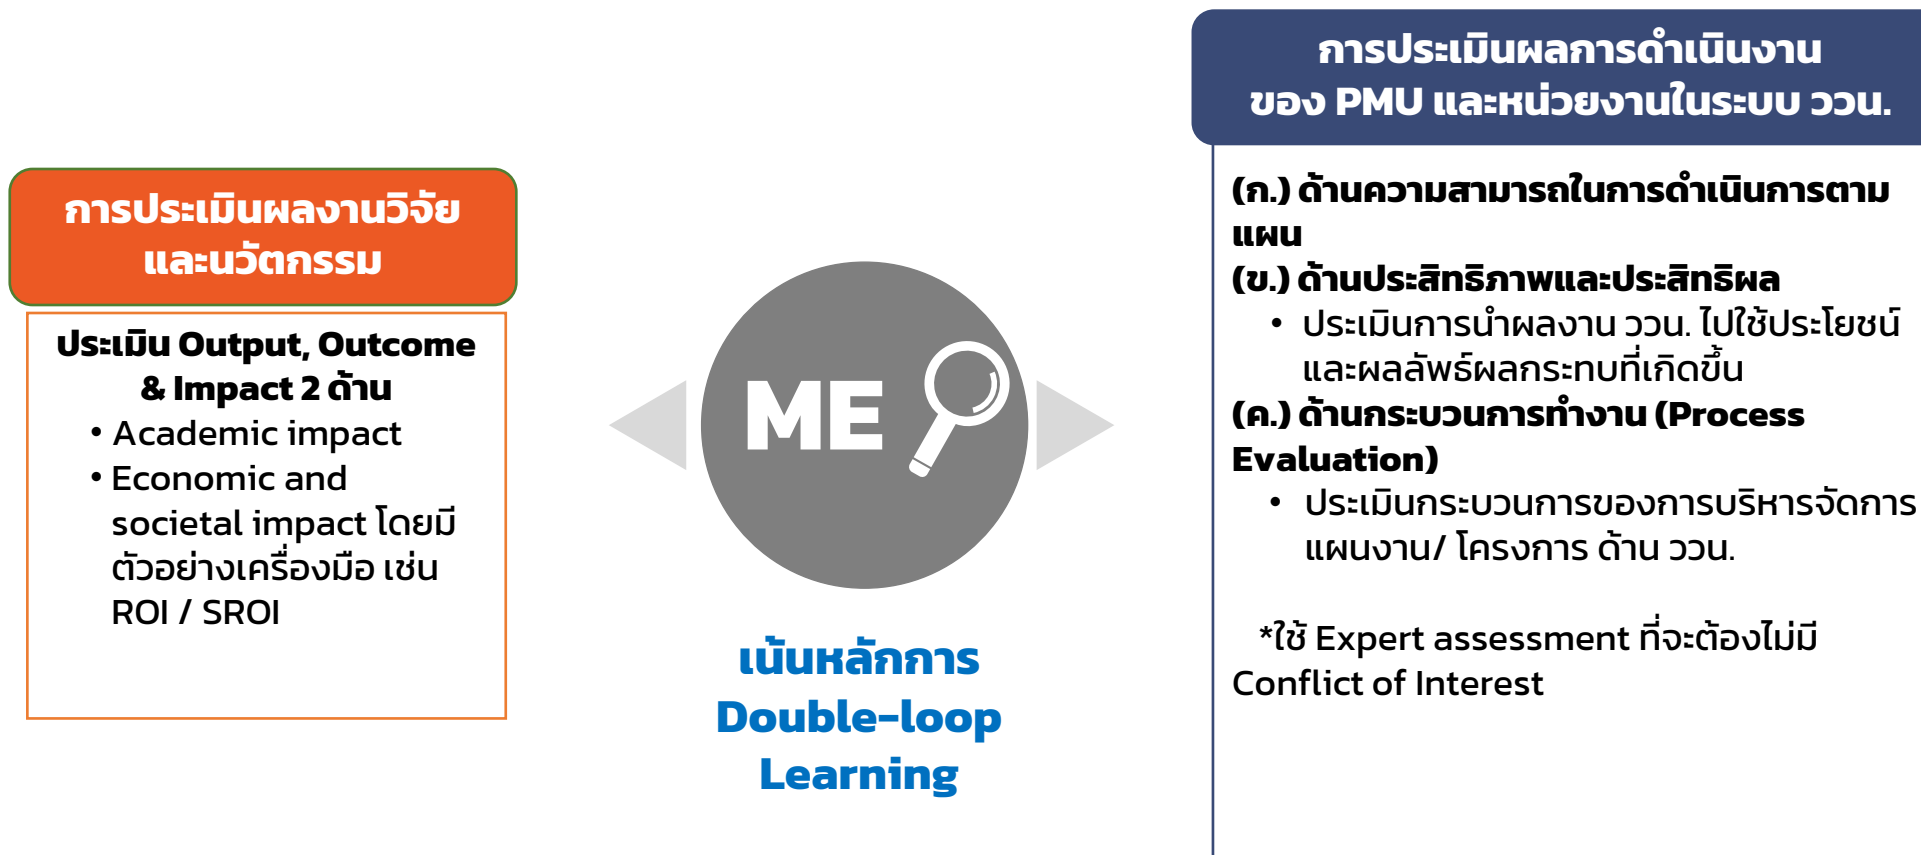 การประเมินผลงานวิจัย
และนวัตกรรม
ประเมิน Output, Outcome
& Impact 2 ด้าน
• Academic impact
• Economic and
societal impact โดยมี
ตัวอย่างเครื่องมือ เช่น
ROI / SROI
ME
เน้นหลักการ
Double-loop
Learning
การประเมินผลการดำเนินงาน
ของ PMU และหน่วยงานในระบบ ววน.
(ก.) ด้านความสามารถในการดำเนินการตาม
แผน
(ข.) ด้านประสิทธิภาพและประสิทธิผล
• ประเมินการนำผลงาน ววน. ไปใช้ประโยชน์
และผลลัพธ์ผลกระทบที่เกิดขึ้น
(ค.) ด้านกระบวนการทำงาน (Process
Evaluation)
• ประเมินกระบวนการของการบริหารจัดการ
แผนงาน/ โครงการ ด้าน ววน.
*ใช้ Expert assessment ที่จะต้องไม่มี
Conflict of Interest